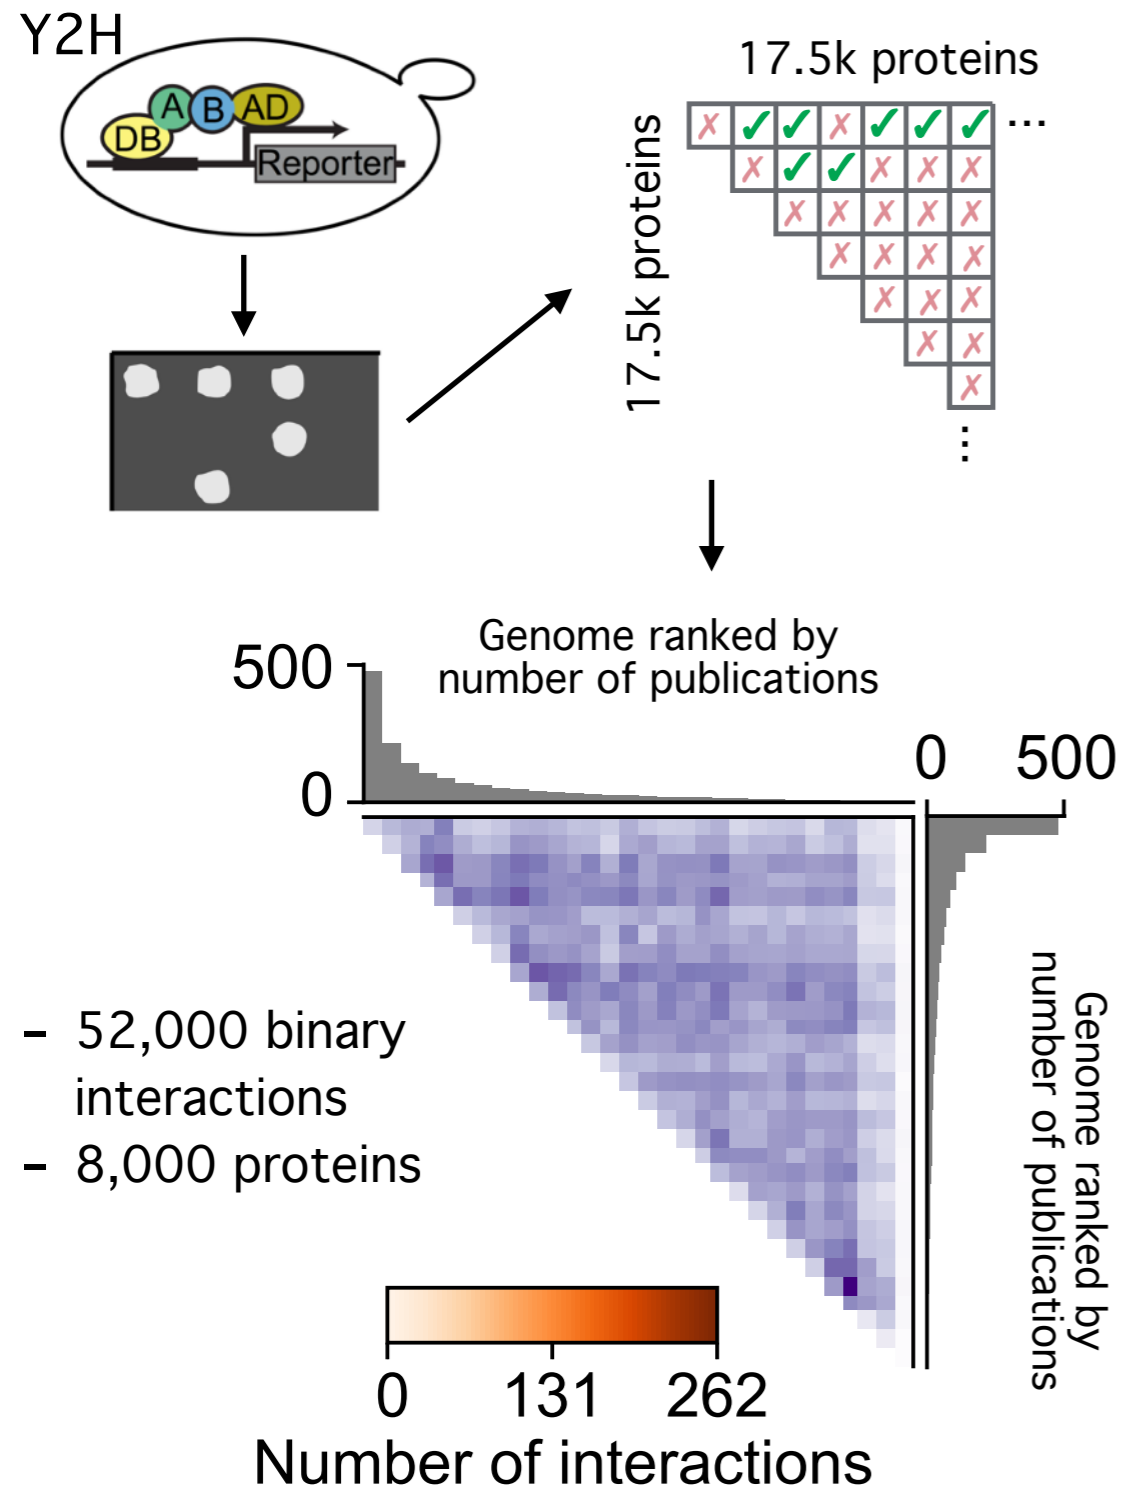 Y2H
A B AD
DB
Reporter
17.5k proteins
17.5k proteins
✗ ✓ ✓ ✗ ✓ ✓ ✓ ...
✗ ✓ ✓ ✗ ✗ ✗
✗ ✗ ✗ ✗ ✗
✗ ✗ ✗ ✗
✗ ✗ ✗
✗ ✗
✗
...
Genome ranked by
number of publications
500
0
0 500
Genome ranked by
number of publications
- 52,000 binary
interactions
- 8,000 proteins
0 131 262
Number of interactions